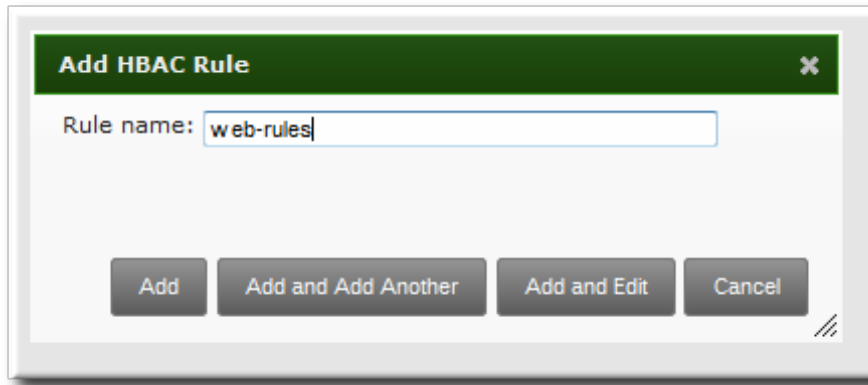 Add HBAC Rule
Rule name: web-rules
Add Add and Add Another Add and Edit Cancel